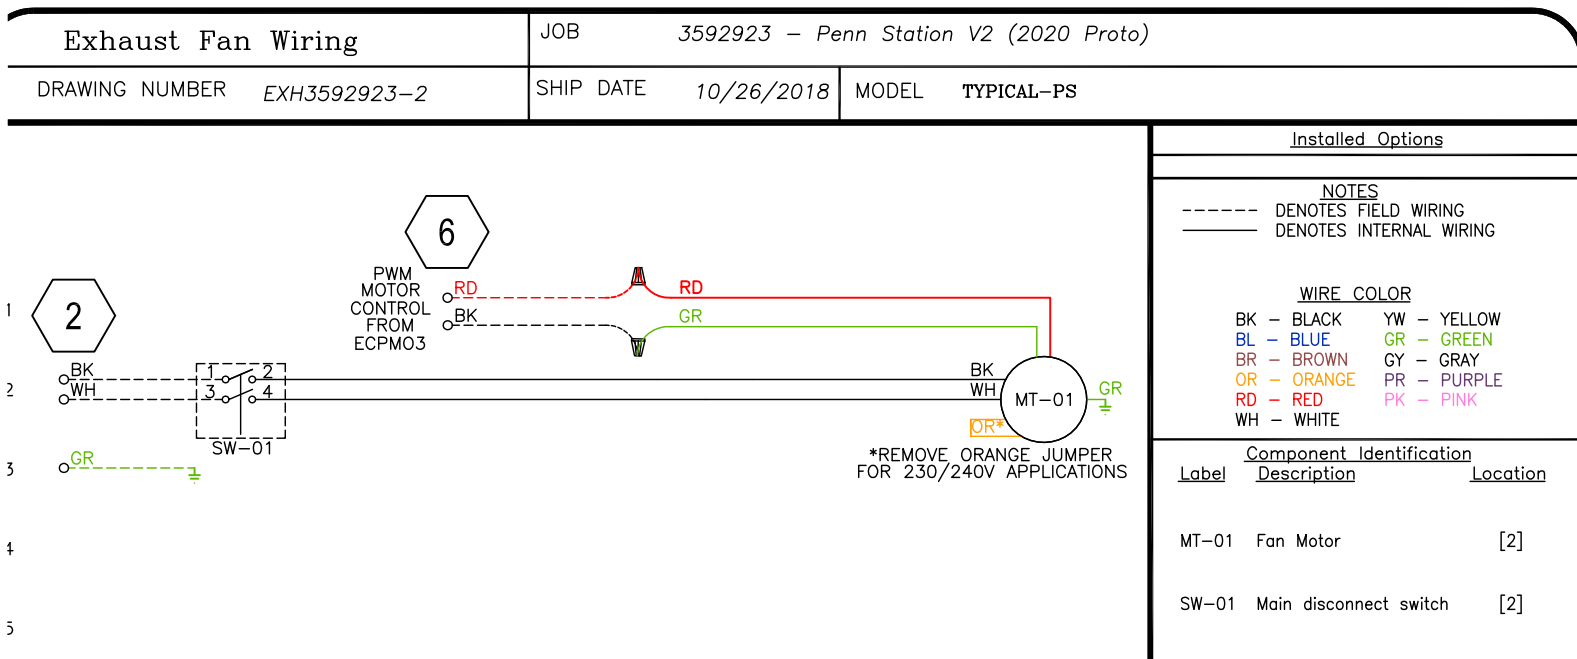 Exhaust Fan Wiring
JOB 3592923 – Penn Station V2 (2020 Proto)
DRAWING NUMBER EXH3592923–2
SHIP DATE 10/26/2018
MODEL TYPICAL–PS
Installed Options
NOTES
DENOTES FIELD WIRING
DENOTES INTERNAL WIRING
WIRE COLOR
BK – BLACK YW – YELLOW
BL – BLUE GR – GREEN
BR – BROWN GY – GRAY
OR – ORANGE PR – PURPLE
RD – RED PK – PINK
WH – WHITE
Component Identification
Label Description Location
MT–01 Fan Motor [2]
SW–01 Main disconnect switch [2]
6
PWM
MOTOR
CONTROL
FROM
ECPM03
RD RD
BK GR
1
2
2
BK 1 2 BK
WH 3 4 WH
MT–01 GR
OR*
SW–01
*REMOVE ORANGE JUMPER
FOR 230/240V APPLICATIONS
3
GR
4
5